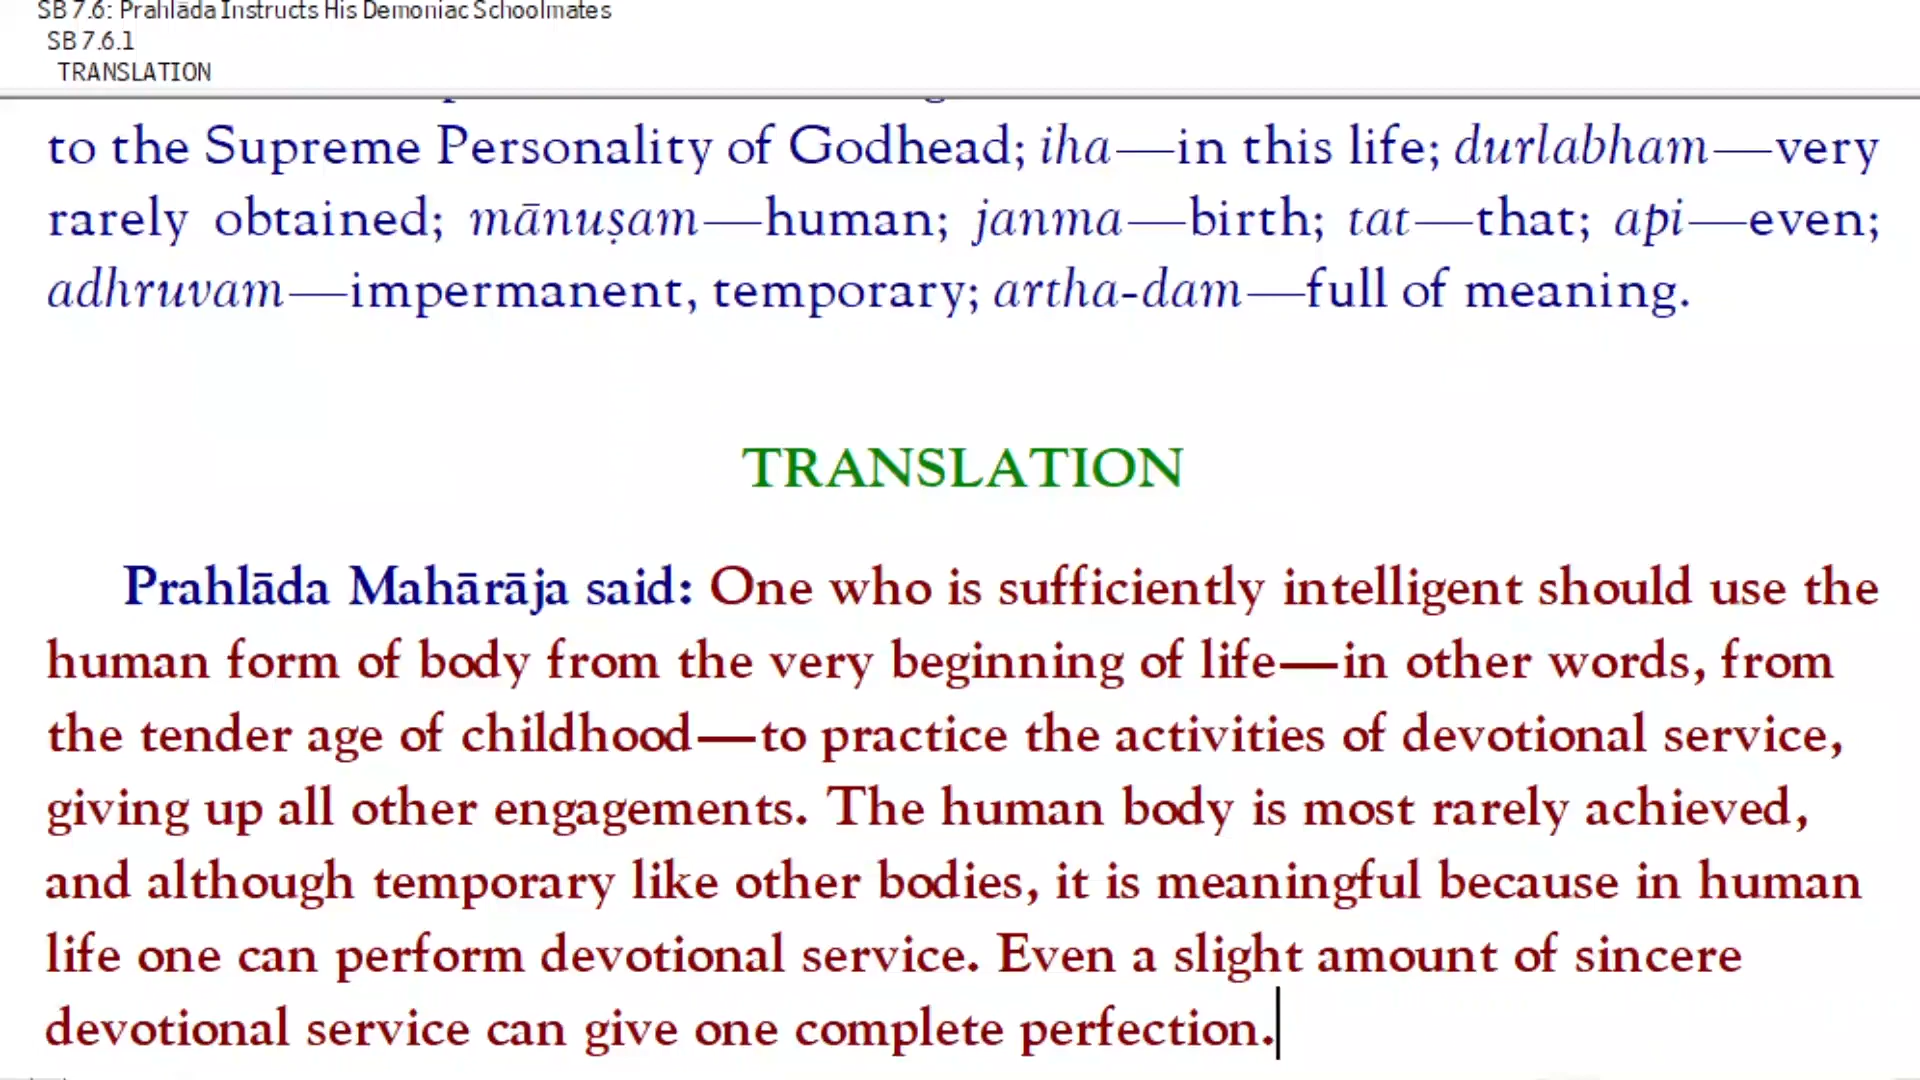 SB 7.6: Prahlāda Instructs His Demoniac Schoolmates
SB 7.6.1
TRANSLATION
to the Supreme Personality of Godhead; iha—in this life; durlabham—very
rarely obtained; mānuṣam—human; janma—birth; tat—that; api—even;
adhruvam—impermanent, temporary; artha-dam—full of meaning.
TRANSLATION
Prahlāda Mahārāja said: One who is sufficiently intelligent should use the
human form of body from the very beginning of life—in other words, from
the tender age of childhood—to practice the activities of devotional service,
giving up all other engagements. The human body is most rarely achieved,
and although temporary like other bodies, it is meaningful because in human
life one can perform devotional service. Even a slight amount of sincere
devotional service can give one complete perfection.